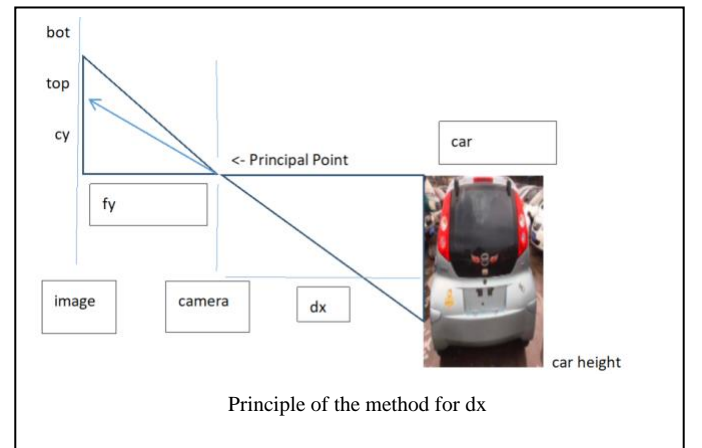 bot
top
cy
<- Principal Point
car
fy
image
camera
dx
car height
Principle of the method for dx